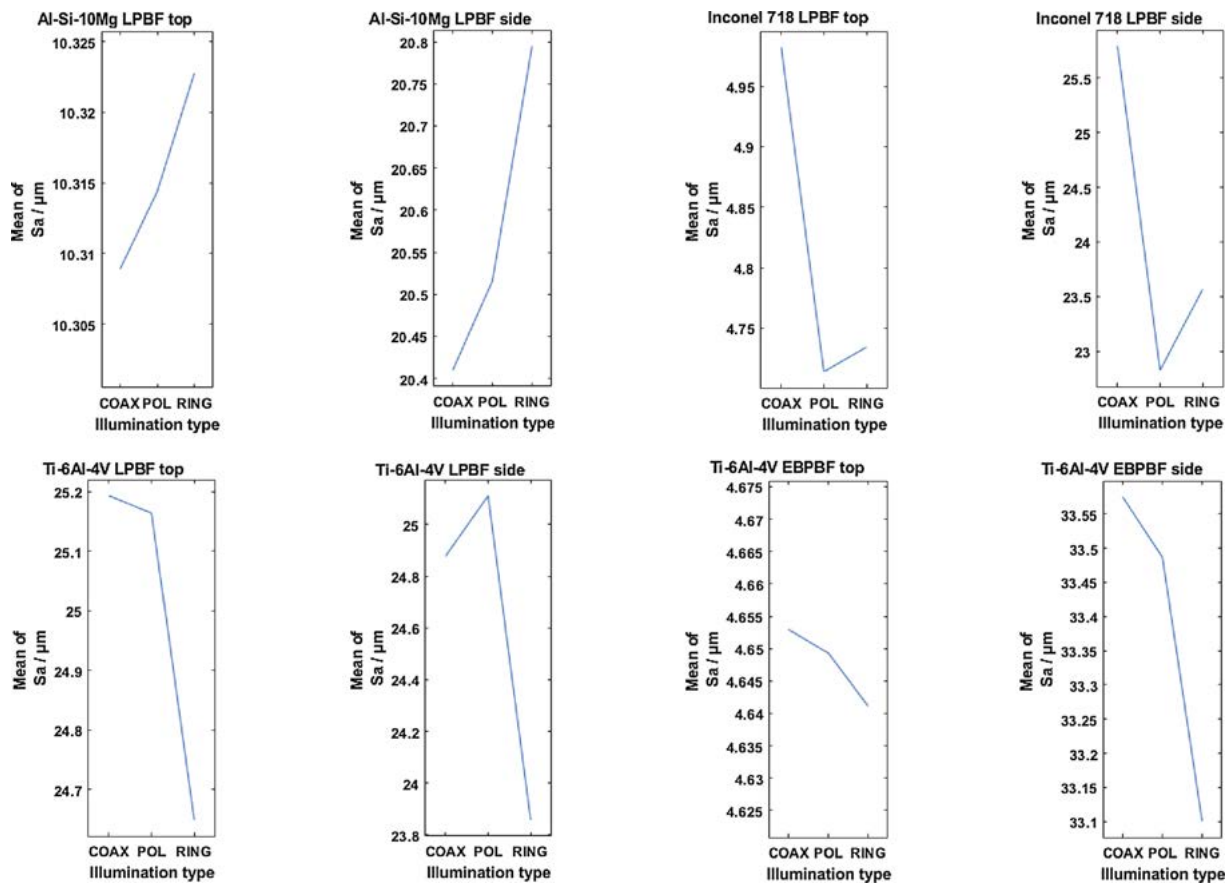 Al-Si-10Mg LPBF top
10.325
10.32
10.315
10.31
10.305
Mean of
Sa / µm
COAX POL RING
Illumination type
Al-Si-10Mg LPBF side
20.8
20.75
20.7
20.65
20.6
20.55
20.5
20.45
20.4
Mean of
Sa / µm
COAX POL RING
Illumination type
Inconel 718 LPBF top
4.95
4.9
4.85
4.8
4.75
Mean of
Sa / µm
COAX POL RING
Illumination type
Inconel 718 LPBF side
25.5
25
24.5
24
23.5
23
Mean of
Sa / µm
COAX POL RING
Illumination type
Ti-6Al-4V LPBF top
25.2
25.1
25
24.9
24.8
24.7
Mean of
Sa / µm
COAX POL RING
Illumination type
Ti-6Al-4V LPBF side
25
24.8
24.6
24.4
24.2
24
23.8
Mean of
Sa / µm
COAX POL RING
Illumination type
Ti-6Al-4V EBPBF top
4.675
4.67
4.665
4.66
4.655
4.65
4.645
4.64
4.635
4.63
4.625
Mean of
Sa / µm
COAX POL RING
Illumination type
Ti-6Al-4V EBPBF side
33.55
33.5
33.45
33.4
33.35
33.3
33.25
33.2
33.15
33.1
Mean of
Sa / µm
COAX POL RING
Illumination type